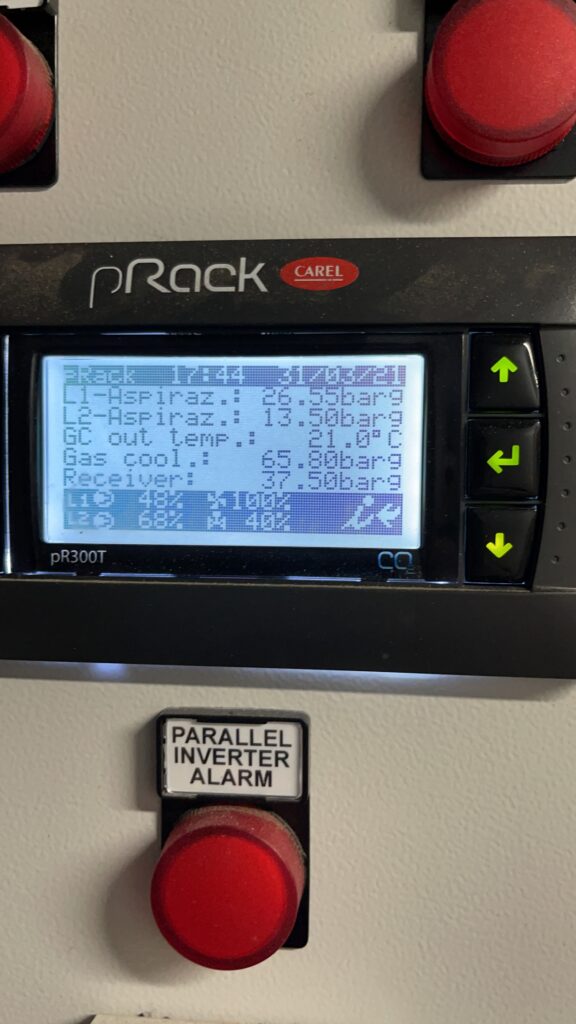 pRack CAREL
pRack 17:44 31/03/21
L1-Aspiraz.: 26.55barg
L2-Aspiraz.: 13.50barg
GC out temp.: 21.0°C
Gas cool.: 65.80barg
Receiver: 37.50barg
L1 48% 100%
L2 68% 40%
pR300T CO2
PARALLEL
INVERTER
ALARM